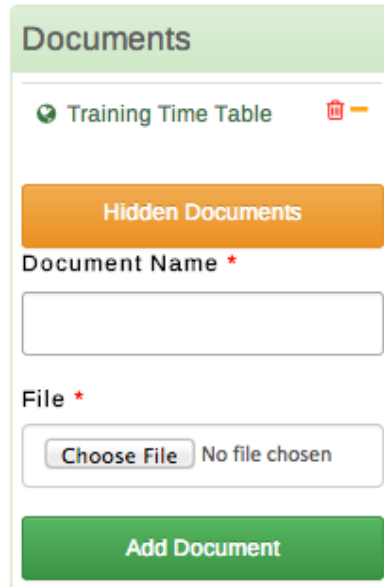 Documents
Training Time Table
Hidden Documents
Document Name *
File *
Choose File No file chosen
Add Document